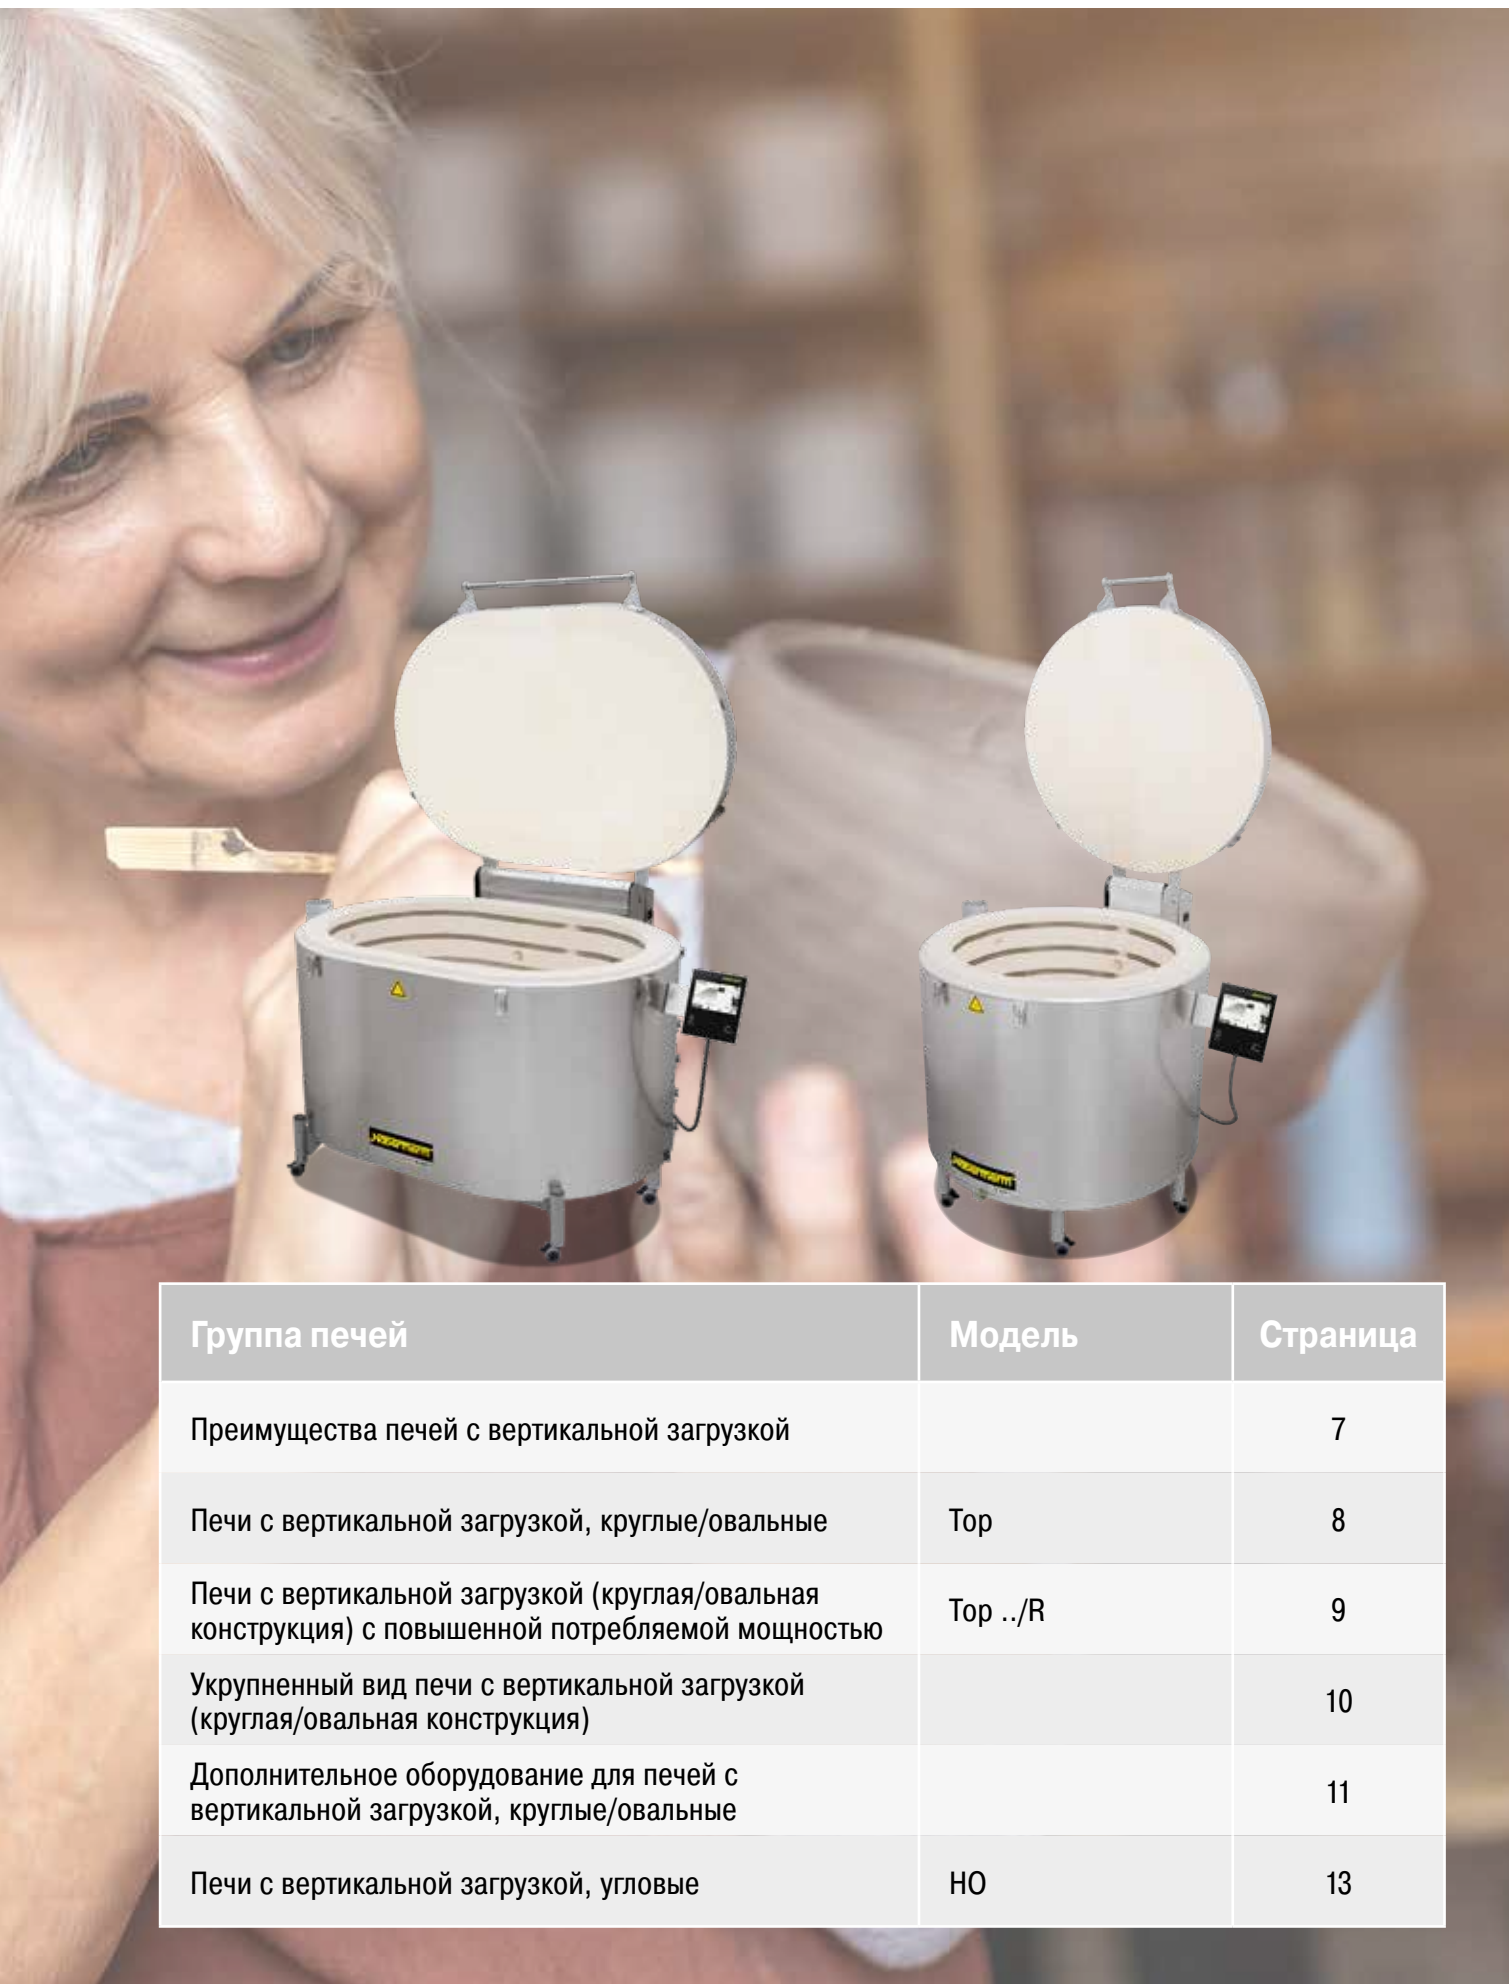 Группа печей
Модель
Страница
Преимущества печей с вертикальной загрузкой
7
Печи с вертикальной загрузкой, круглые/овальные
Top
8
Печи с вертикальной загрузкой (круглая/овальная
конструкция) с повышенной потребляемой мощностью
Top ../R
9
Укрупненный вид печи с вертикальной загрузкой
(круглая/овальная конструкция)
10
Дополнительное оборудование для печей с
вертикальной загрузкой, круглые/овальные
11
Печи с вертикальной загрузкой, угловые
HO
13